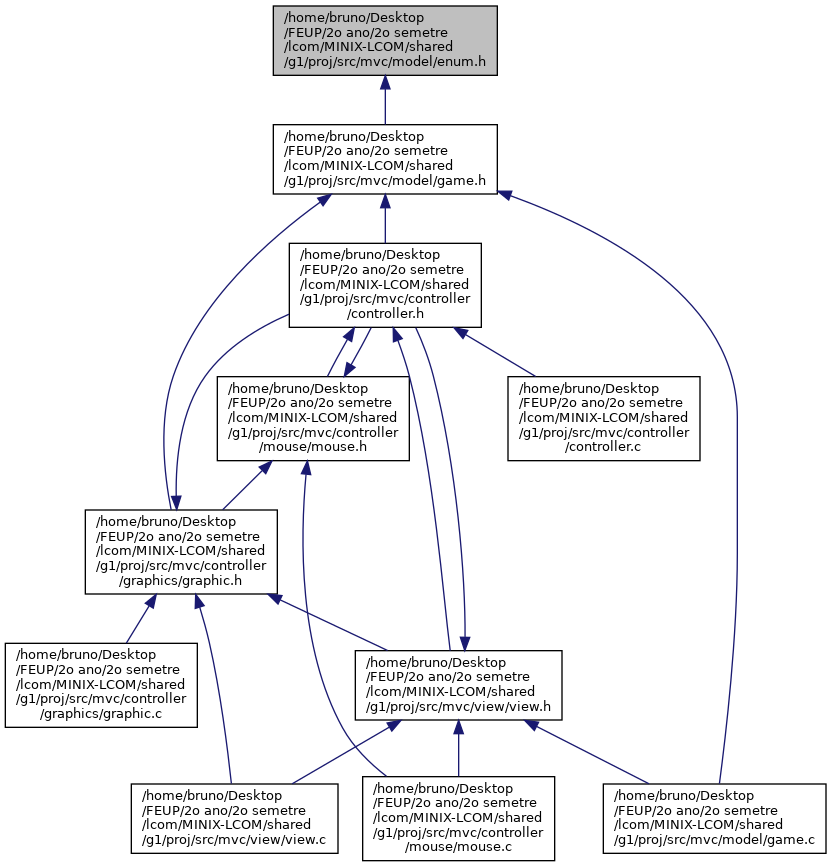 /home/bruno/Desktop
/FEUP/2o ano/2o semetre
/lcom/MINIX-LCOM/shared
/g1/proj/src/mvc/model/enum.h
/home/bruno/Desktop
/FEUP/2o ano/2o semetre
/lcom/MINIX-LCOM/shared
/g1/proj/src/mvc/model/game.h
/home/bruno/Desktop
/FEUP/2o ano/2o semetre
/lcom/MINIX-LCOM/shared
/g1/proj/src/mvc/controller
/controller.h
/home/bruno/Desktop
/FEUP/2o ano/2o semetre
/lcom/MINIX-LCOM/shared
/g1/proj/src/mvc/controller
/mouse/mouse.h
/home/bruno/Desktop
/FEUP/2o ano/2o semetre
/lcom/MINIX-LCOM/shared
/g1/proj/src/mvc/controller
/controller.c
/home/bruno/Desktop
/FEUP/2o ano/2o semetre
/lcom/MINIX-LCOM/shared
/g1/proj/src/mvc/controller
/graphics/graphic.h
/home/bruno/Desktop
/FEUP/2o ano/2o semetre
/lcom/MINIX-LCOM/shared
/g1/proj/src/mvc/controller
/graphics/graphic.c
/home/bruno/Desktop
/FEUP/2o ano/2o semetre
/lcom/MINIX-LCOM/shared
/g1/proj/src/mvc/view/view.h
/home/bruno/Desktop
/FEUP/2o ano/2o semetre
/lcom/MINIX-LCOM/shared
/g1/proj/src/mvc/view/view.c
/home/bruno/Desktop
/FEUP/2o ano/2o semetre
/lcom/MINIX-LCOM/shared
/g1/proj/src/mvc/controller
/mouse/mouse.c
/home/bruno/Desktop
/FEUP/2o ano/2o semetre
/lcom/MINIX-LCOM/shared
/g1/proj/src/mvc/model/game.c